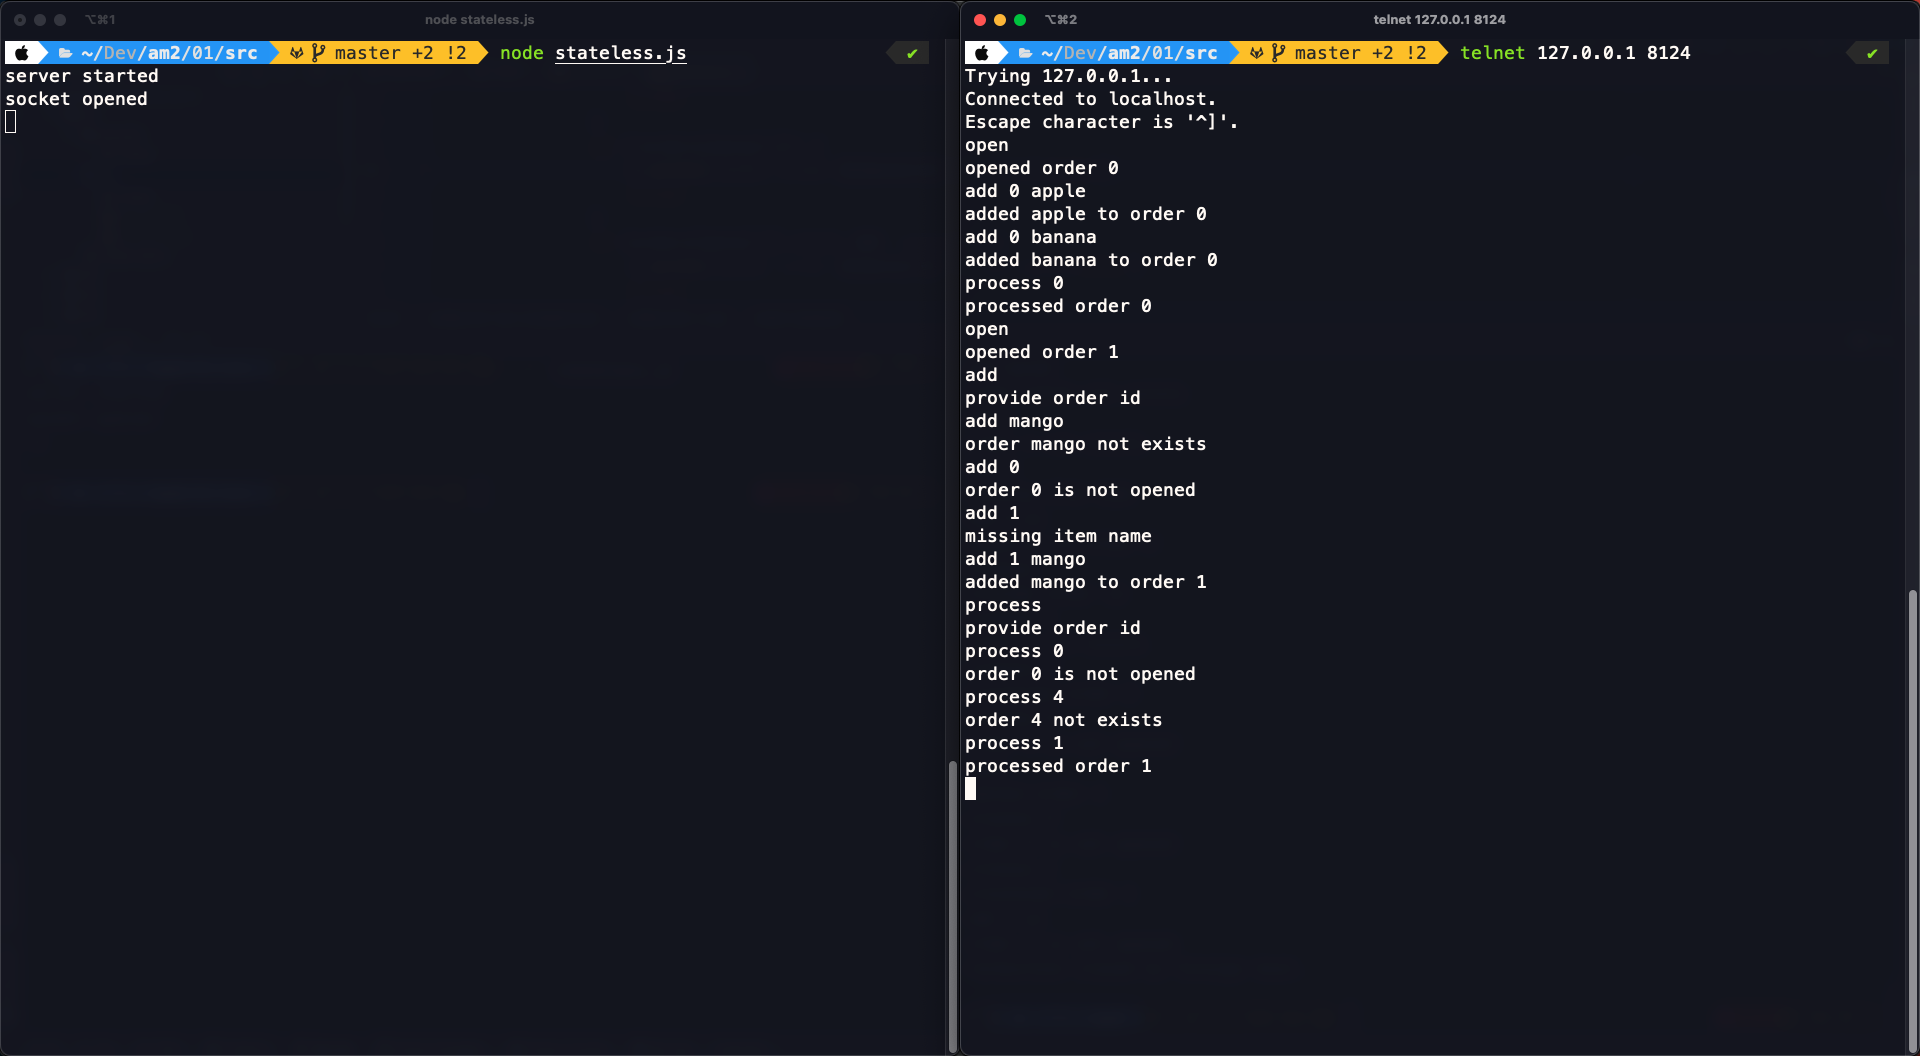 ⌥⌘1 node stateless.js
~/Dev/am2/01/src master +2 !2 node stateless.js ✔
server started
socket opened
⌥⌘2 telnet 127.0.0.1 8124
~/Dev/am2/01/src master +2 !2 telnet 127.0.0.1 8124 ✔
Trying 127.0.0.1...
Connected to localhost.
Escape character is '^]'.
open
opened order 0
add 0 apple
added apple to order 0
add 0 banana
added banana to order 0
process 0
processed order 0
open
opened order 1
add
provide order id
add mango
order mango not exists
add 0
order 0 is not opened
add 1
missing item name
add 1 mango
added mango to order 1
process
provide order id
process 0
order 0 is not opened
process 4
order 4 not exists
process 1
processed order 1